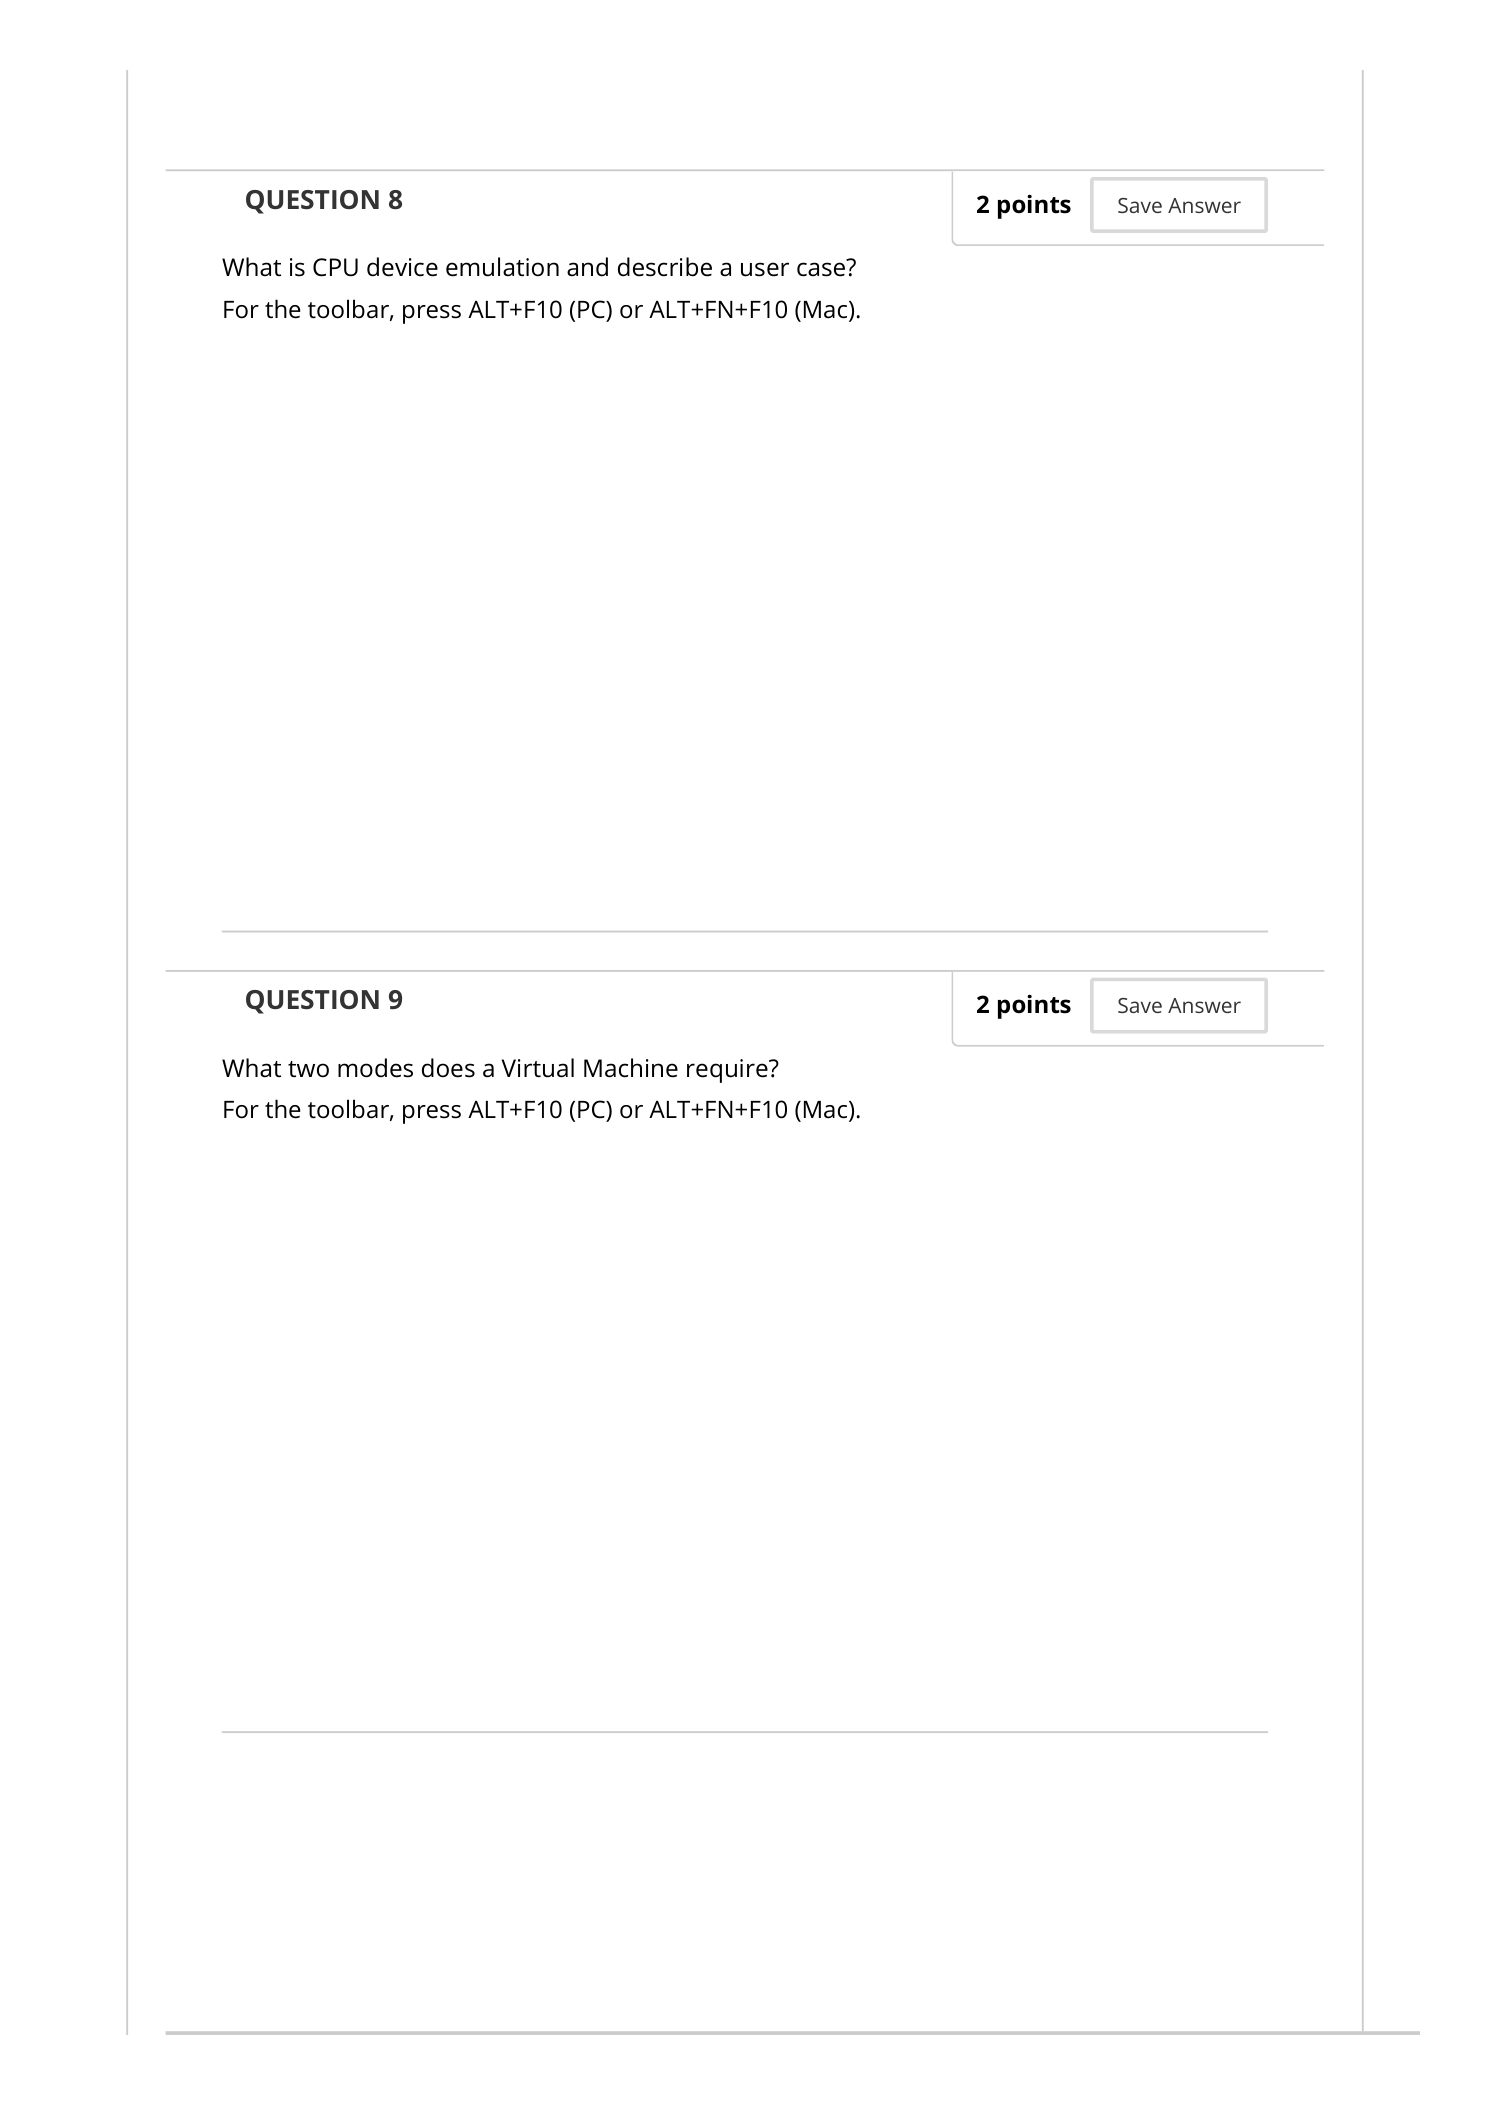 QUESTION 8
2 points
Save Answer
What is CPU device emulation and describe a user case?
For the toolbar, press ALT+F10 (PC) or ALT+FN+F10 (Mac).
QUESTION 9
2 points
Save Answer
What two modes does a Virtual Machine require?
For the toolbar, press ALT+F10 (PC) or ALT+FN+F10 (Mac).